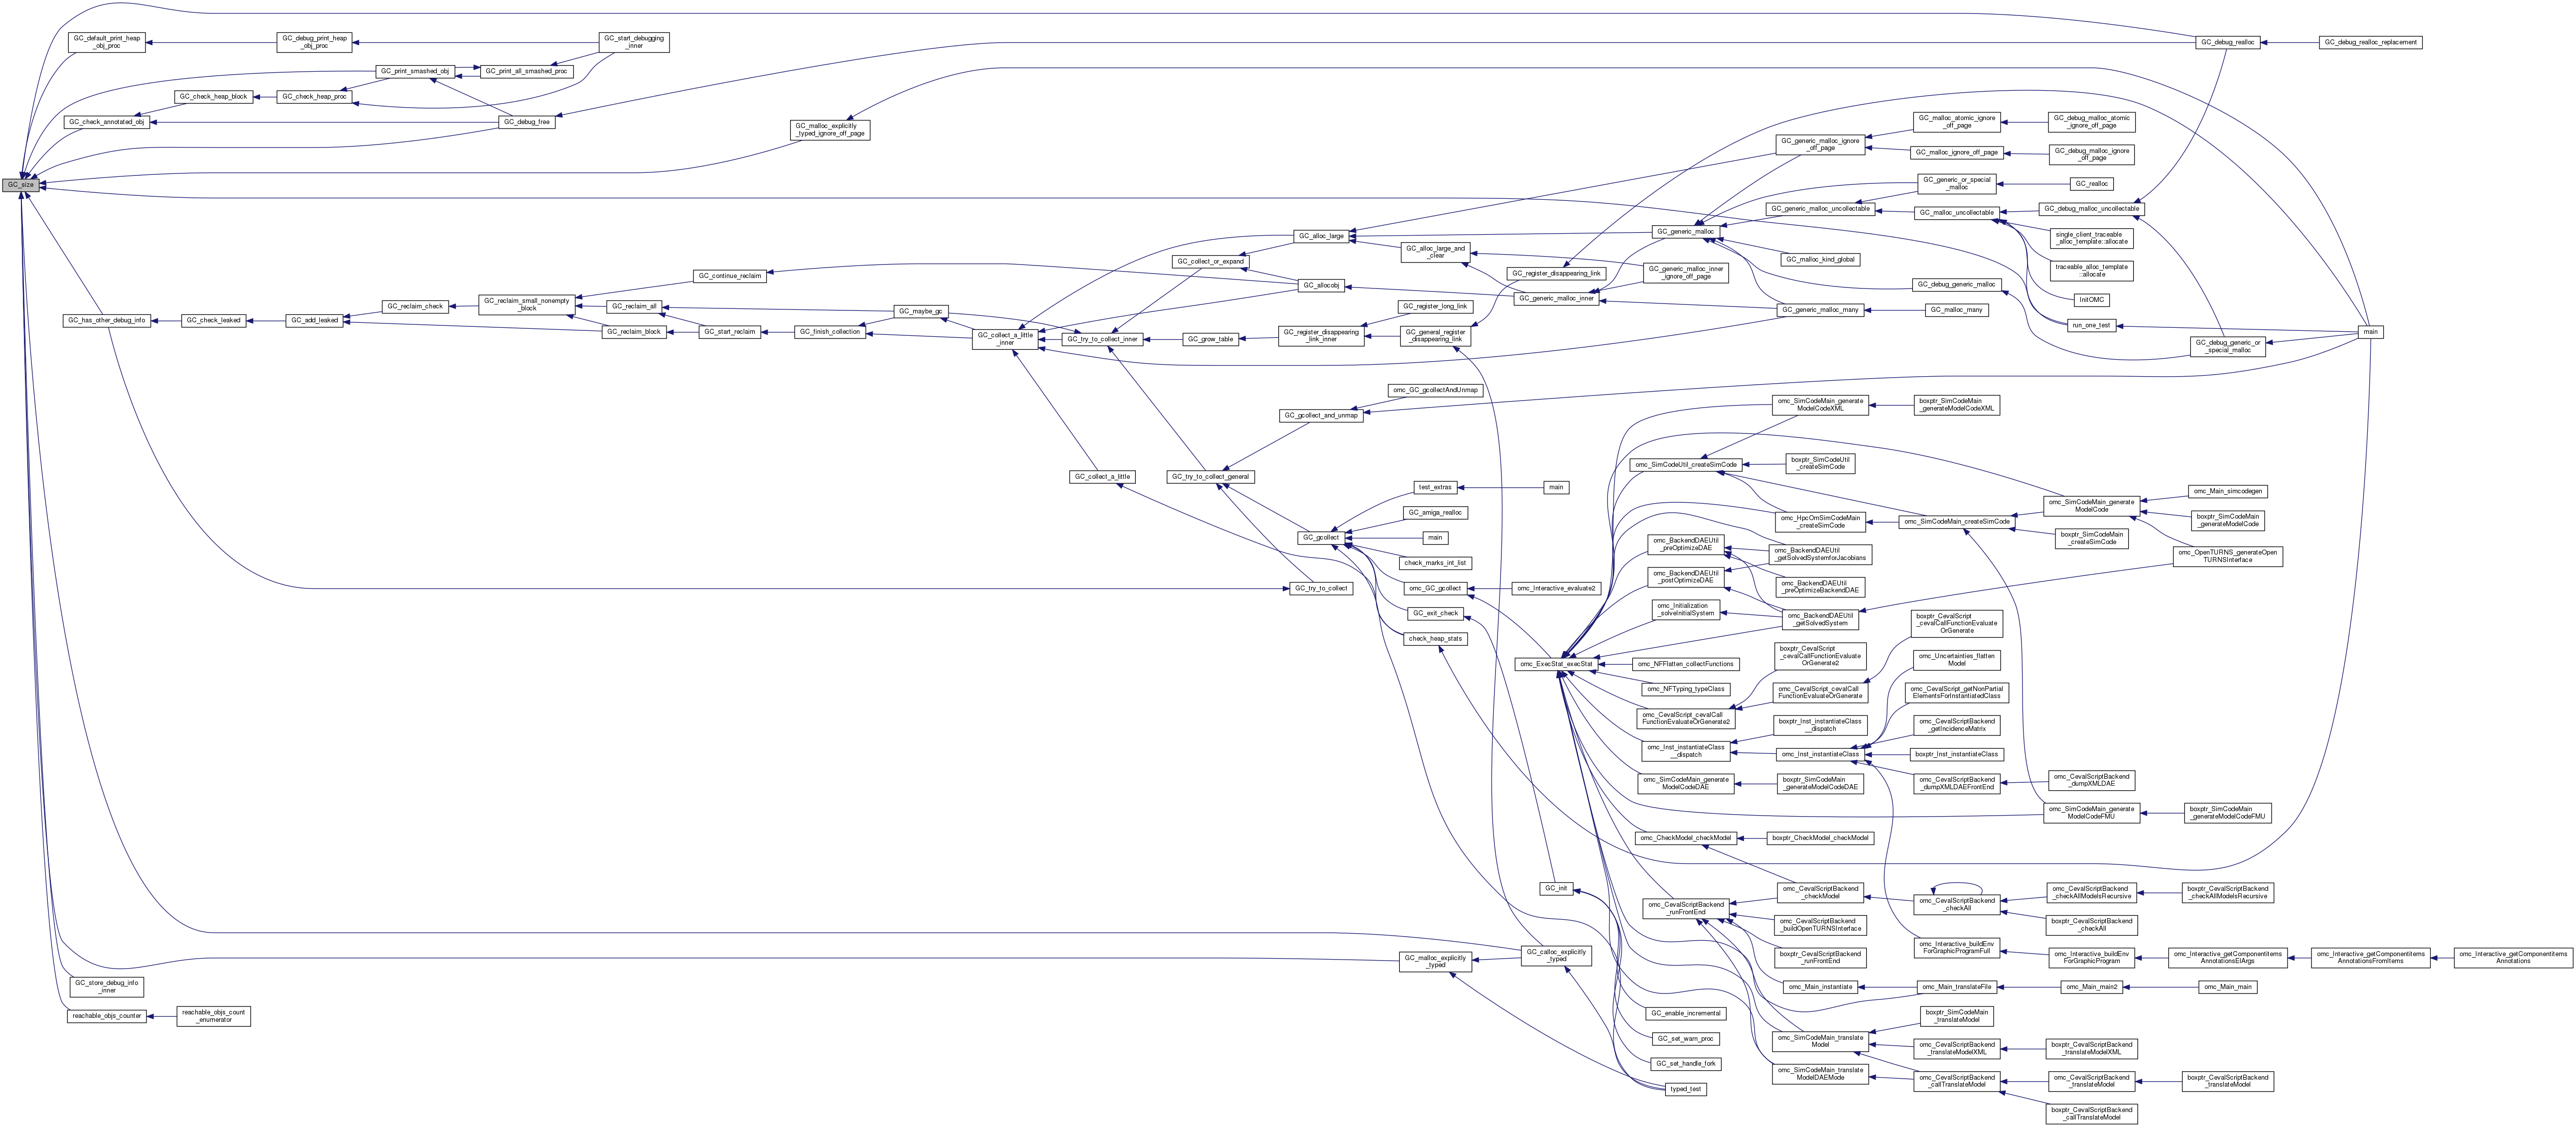 GC_size
GC_default_print_heap
_obj_proc
GC_debug_print_heap
_obj_proc
GC_start_debugging
_inner
GC_print_smashed_obj
GC_print_all_smashed_proc
GC_check_heap_block
GC_check_heap_proc
GC_check_annotated_obj
GC_debug_free
GC_malloc_explicitly
_typed_ignore_off_page
GC_debug_realloc
GC_debug_realloc_replacement
GC_has_other_debug_info
GC_check_leaked
GC_add_leaked
GC_reclaim_check
GC_reclaim_small_nonempty
_block
GC_continue_reclaim
GC_reclaim_all
GC_reclaim_block
GC_start_reclaim
GC_finish_collection
GC_maybe_gc
GC_collect_a_little
_inner
GC_try_to_collect_inner
GC_collect_or_expand
GC_grow_table
GC_alloc_large
GC_allocobj
GC_register_disappearing
_link_inner
GC_alloc_large_and
_clear
GC_register_long_link
GC_general_register
_disappearing_link
GC_register_disappearing_link
GC_generic_malloc_inner
GC_generic_malloc
GC_generic_malloc_inner
_ignore_off_page
GC_generic_malloc_ignore
_off_page
GC_malloc_atomic_ignore
_off_page
GC_debug_malloc_atomic
_ignore_off_page
GC_malloc_ignore_off_page
GC_debug_malloc_ignore
_off_page
GC_generic_or_special
_malloc
GC_realloc
GC_generic_malloc_uncollectable
GC_malloc_uncollectable
GC_debug_malloc_uncollectable
single_client_traceable
_alloc_template::allocate
traceable_alloc_template
::allocate
InitOMC
run_one_test
GC_malloc_kind_global
GC_debug_generic_malloc
GC_generic_malloc_many
GC_malloc_many
GC_debug_generic_or
_special_malloc
main
GC_collect_a_little
GC_try_to_collect_general
GC_gcollect_and_unmap
omc_GC_gcollectAndUnmap
GC_gcollect
GC_try_to_collect
test_extras
main
GC_amiga_realloc
main
check_marks_int_list
omc_GC_gcollect
omc_Interactive_evaluate2
GC_exit_check
check_heap_stats
omc_ExecStat_execStat
omc_SimCodeMain_generate
ModelCodeXML
boxptr_SimCodeMain
_generateModelCodeXML
omc_SimCodeUtil_createSimCode
boxptr_SimCodeUtil
_createSimCode
omc_HpcOmSimCodeMain
_createSimCode
omc_SimCodeMain_createSimCode
omc_SimCodeMain_generate
ModelCode
omc_Main_simcodegen
boxptr_SimCodeMain
_generateModelCode
boxptr_SimCodeMain
_createSimCode
omc_OpenTURNS_generateOpen
TURNSInterface
omc_BackendDAEUtil
_preOptimizeDAE
omc_BackendDAEUtil
_getSolvedSystemforJacobians
omc_BackendDAEUtil
_postOptimizeDAE
omc_BackendDAEUtil
_preOptimizeBackendDAE
omc_Initialization
_solveInitialSystem
omc_BackendDAEUtil
_getSolvedSystem
omc_NFFlatten_collectFunctions
omc_NFTyping_typeClass
boxptr_CevalScript
_cevalCallFunctionEvaluate
OrGenerate2
omc_CevalScript_cevalCall
FunctionEvaluateOrGenerate
boxptr_CevalScript
_cevalCallFunctionEvaluate
OrGenerate
omc_CevalScript_cevalCall
FunctionEvaluateOrGenerate2
boxptr_Inst_instantiateClass
__dispatch
omc_Inst_instantiateClass
__dispatch
omc_Inst_instantiateClass
omc_Uncertainties_flatten
Model
omc_CevalScript_getNonPartial
ElementsForInstantiatedClass
omc_CevalScriptBackend
_getIncidenceMatrix
boxptr_Inst_instantiateClass
omc_CevalScriptBackend
_dumpXMLDAEFrontEnd
omc_CevalScriptBackend
_dumpXMLDAE
omc_SimCodeMain_generate
ModelCodeDAE
boxptr_SimCodeMain
_generateModelCodeDAE
omc_SimCodeMain_generate
ModelCodeFMU
boxptr_SimCodeMain
_generateModelCodeFMU
omc_CheckModel_checkModel
boxptr_CheckModel_checkModel
GC_init
omc_CevalScriptBackend
_runFrontEnd
omc_CevalScriptBackend
_checkModel
omc_CevalScriptBackend
_checkAll
omc_CevalScriptBackend
_checkAllModelsRecursive
boxptr_CevalScriptBackend
_checkAllModelsRecursive
boxptr_CevalScriptBackend
_checkAll
omc_CevalScriptBackend
_buildOpenTURNSInterface
boxptr_CevalScriptBackend
_runFrontEnd
omc_Interactive_buildEnv
ForGraphicProgramFull
omc_Interactive_buildEnv
ForGraphicProgram
omc_Interactive_getComponentitems
AnnotationsElArgs
omc_Interactive_getComponentitems
AnnotationsFromItems
omc_Interactive_getComponentitems
Annotations
omc_Main_instantiate
omc_Main_translateFile
omc_Main_main2
omc_Main_main
GC_calloc_explicitly
_typed
GC_malloc_explicitly
_typed
GC_store_debug_info
_inner
reachable_objs_counter
reachable_objs_count
_enumerator
GC_enable_incremental
GC_set_warn_proc
GC_set_handle_fork
typed_test
omc_SimCodeMain_translate
Model
boxptr_SimCodeMain
_translateModel
omc_CevalScriptBackend
_translateModelXML
boxptr_CevalScriptBackend
_translateModelXML
omc_SimCodeMain_translate
ModelDAEMode
omc_CevalScriptBackend
_callTranslateModel
omc_CevalScriptBackend
_translateModel
boxptr_CevalScriptBackend
_translateModel
boxptr_CevalScriptBackend
_callTranslateModel